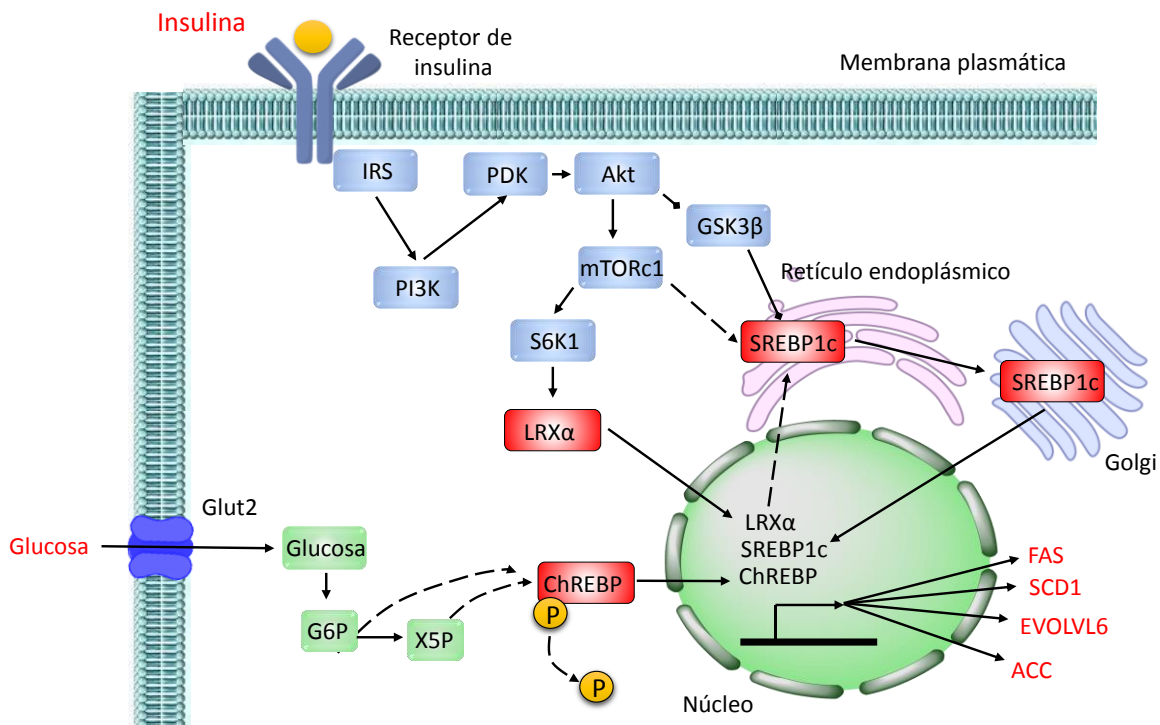 Insulina
Receptor de
insulina
Membrana plasmática
IRS
PDK
Akt
GSK3β
PI3K
mTORc1
Retículo endoplásmico
S6K1
SREBP1c
SREBP1c
LRXα
Golgi
Glut2
Glucosa
Glucosa
LRXα
SREBP1c
ChREBP
ChREBP
FAS
SCD1
G6P
X5P
P
EVOLVL6
ACC
P
Núcleo